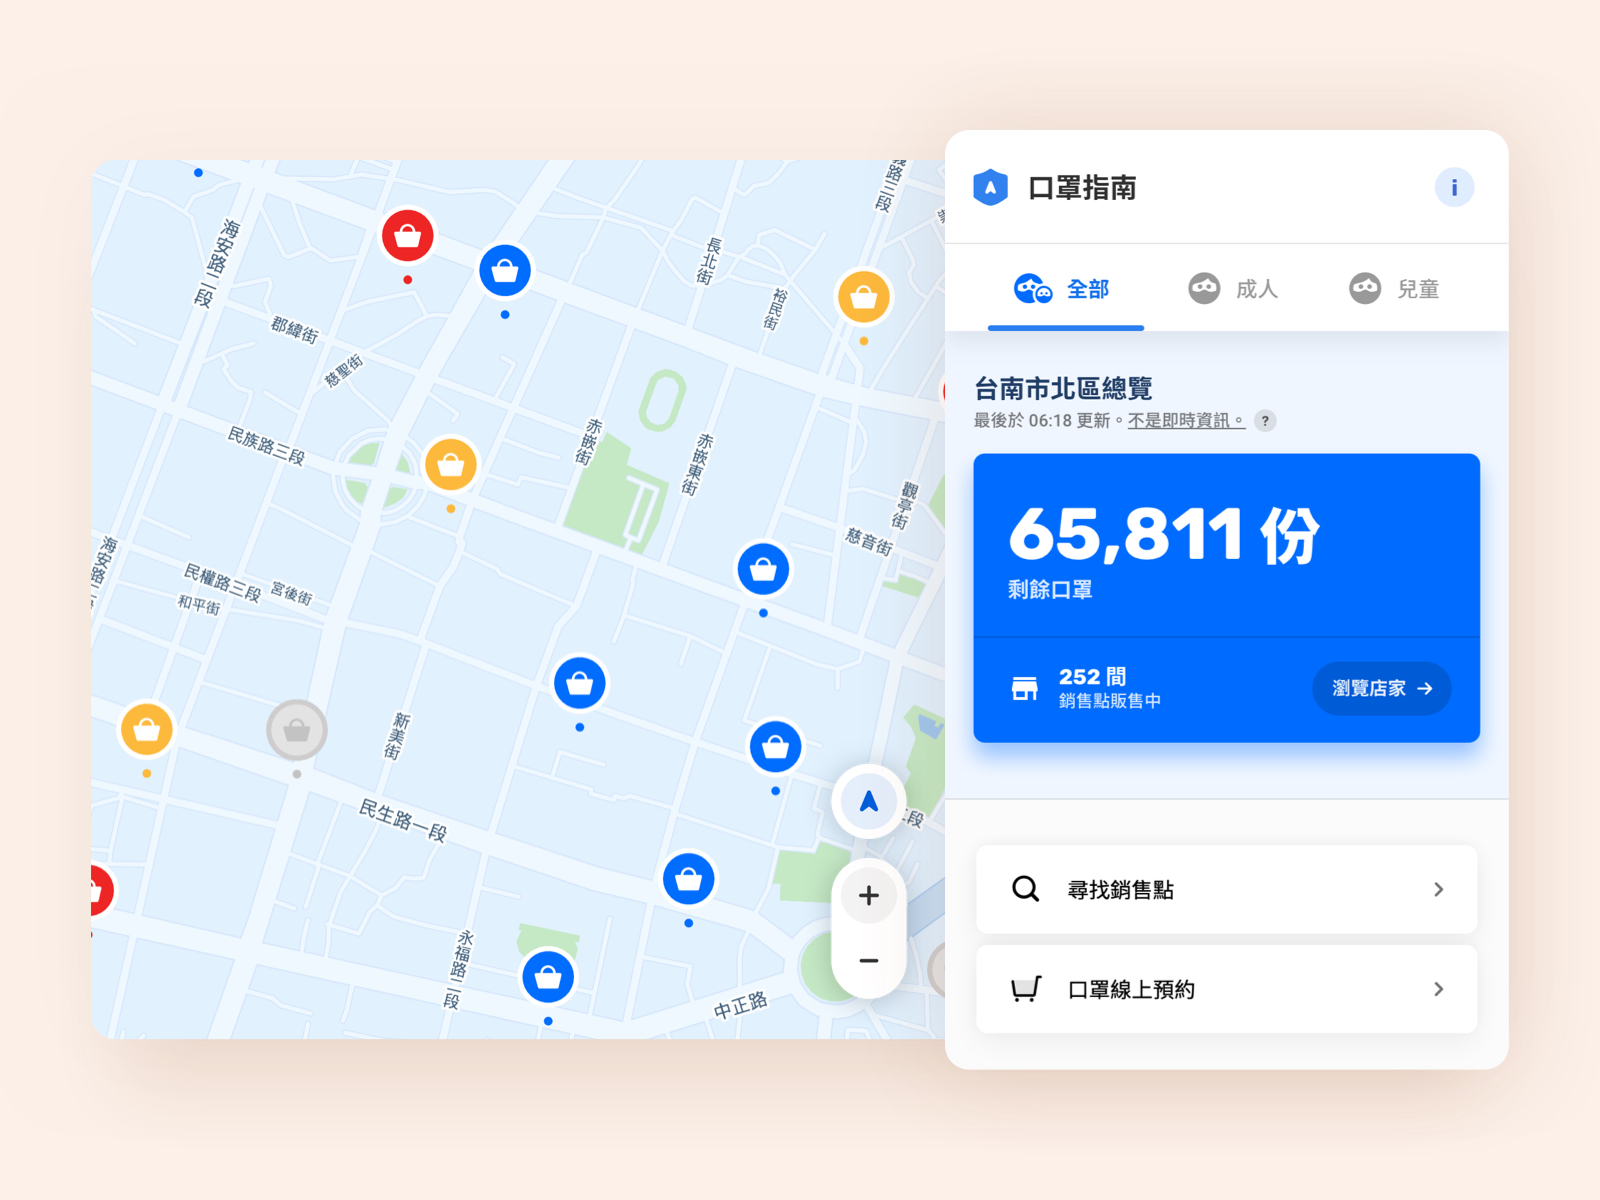 海安路二段
郡緯街
慈聖街
民族路三段
長北街
裕民街
路三段
赤嵌街
赤嵌東街
觀亭街
慈音街
海安路二
民權路三段
宮後街
和平街
新美街
民生路一段
永福路二段
中正路
二段
口罩指南
i
全部
成人
兒童
台南市北區總覽
最後於 06:18 更新。不是即時資訊。 ?
65,811 份
剩餘口罩
252 間
銷售點販售中
瀏覽店家 →
尋找銷售點
口罩線上預約